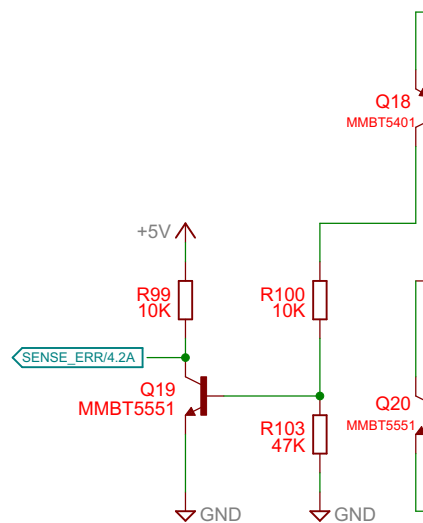 Q18
MMBT5401
+5V
R99
10K
R100
10K
SENSE_ERR/4.2A
Q19
MMBT5551
R103
47K
Q20
MMBT5551
GND
GND